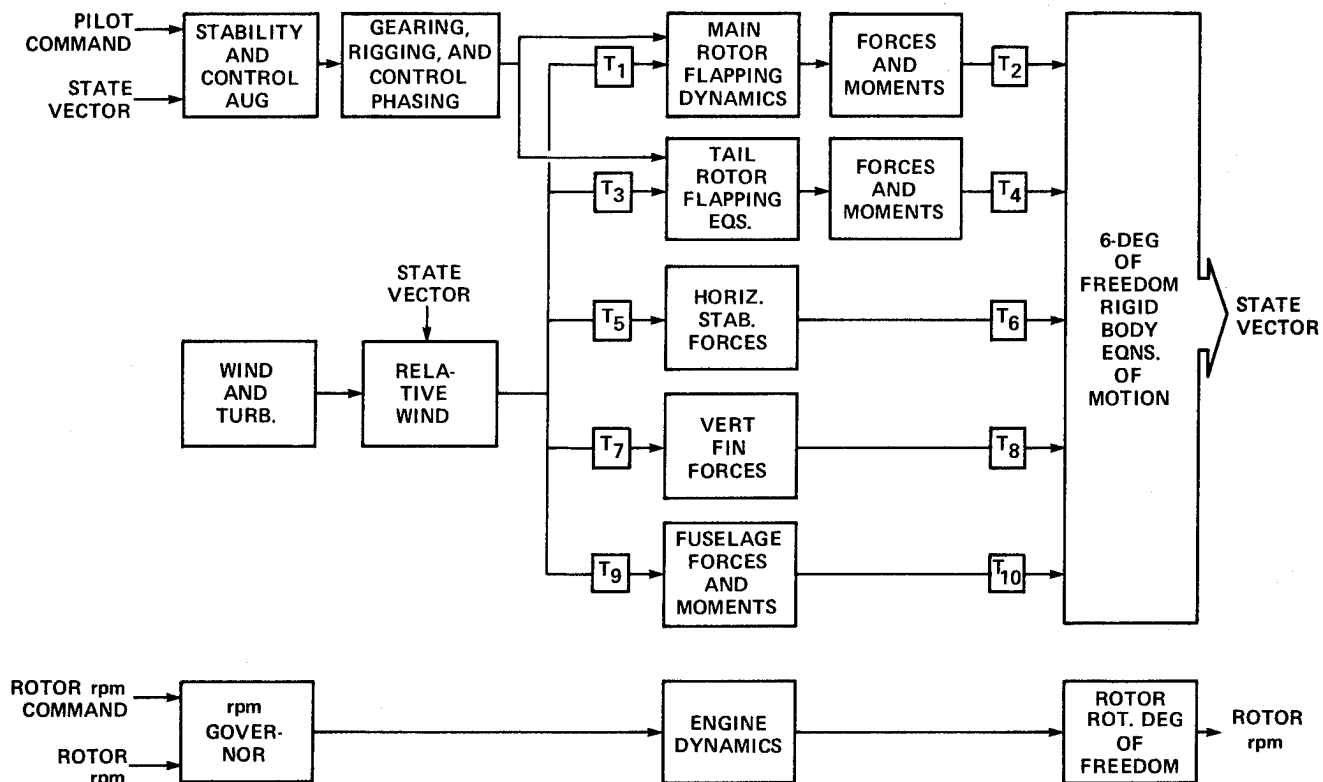 PILOT
COMMAND
STATE
VECTOR
STABILITY
AND
CONTROL
AUG
GEARING,
RIGGING, AND
CONTROL
PHASING
T1
MAIN
ROTOR
FLAPPING
DYNAMICS
FORCES
AND
MOMENTS
T2
T3
TAIL
ROTOR
FLAPPING
EQS.
FORCES
AND
MOMENTS
T4
STATE
VECTOR
WIND
AND
TURB.
RELA-
TIVE
WIND
T5
HORIZ.
STAB.
FORCES
T6
T7
VERT
FIN
FORCES
T8
T9
FUSELAGE
FORCES
AND
MOMENTS
T10
6-DEG
OF
FREEDOM
RIGID
BODY
EQNS.
OF
MOTION
STATE
VECTOR
ROTOR rpm
COMMAND
ROTOR
rpm
rpm
GOVER-
NOR
ENGINE
DYNAMICS
ROTOR
ROT. DEG
OF
FREEDOM
ROTOR
rpm